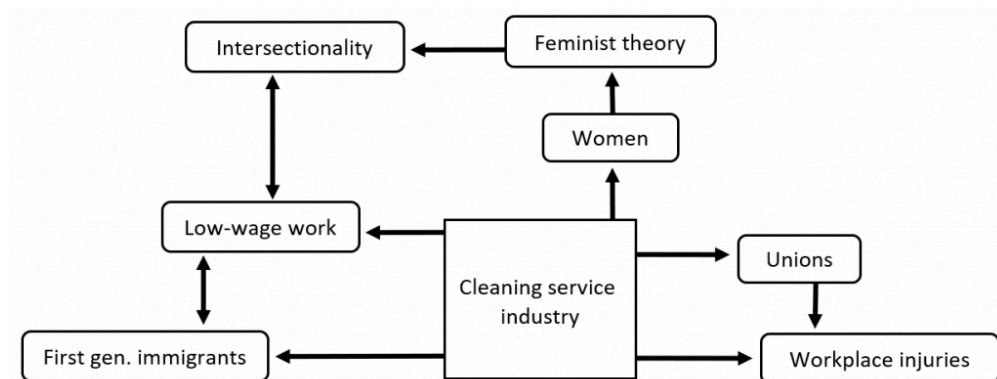 Intersectionality
Feminist theory
Women
Low-wage work
Unions
Cleaning service
industry
First gen. immigrants
Workplace injuries